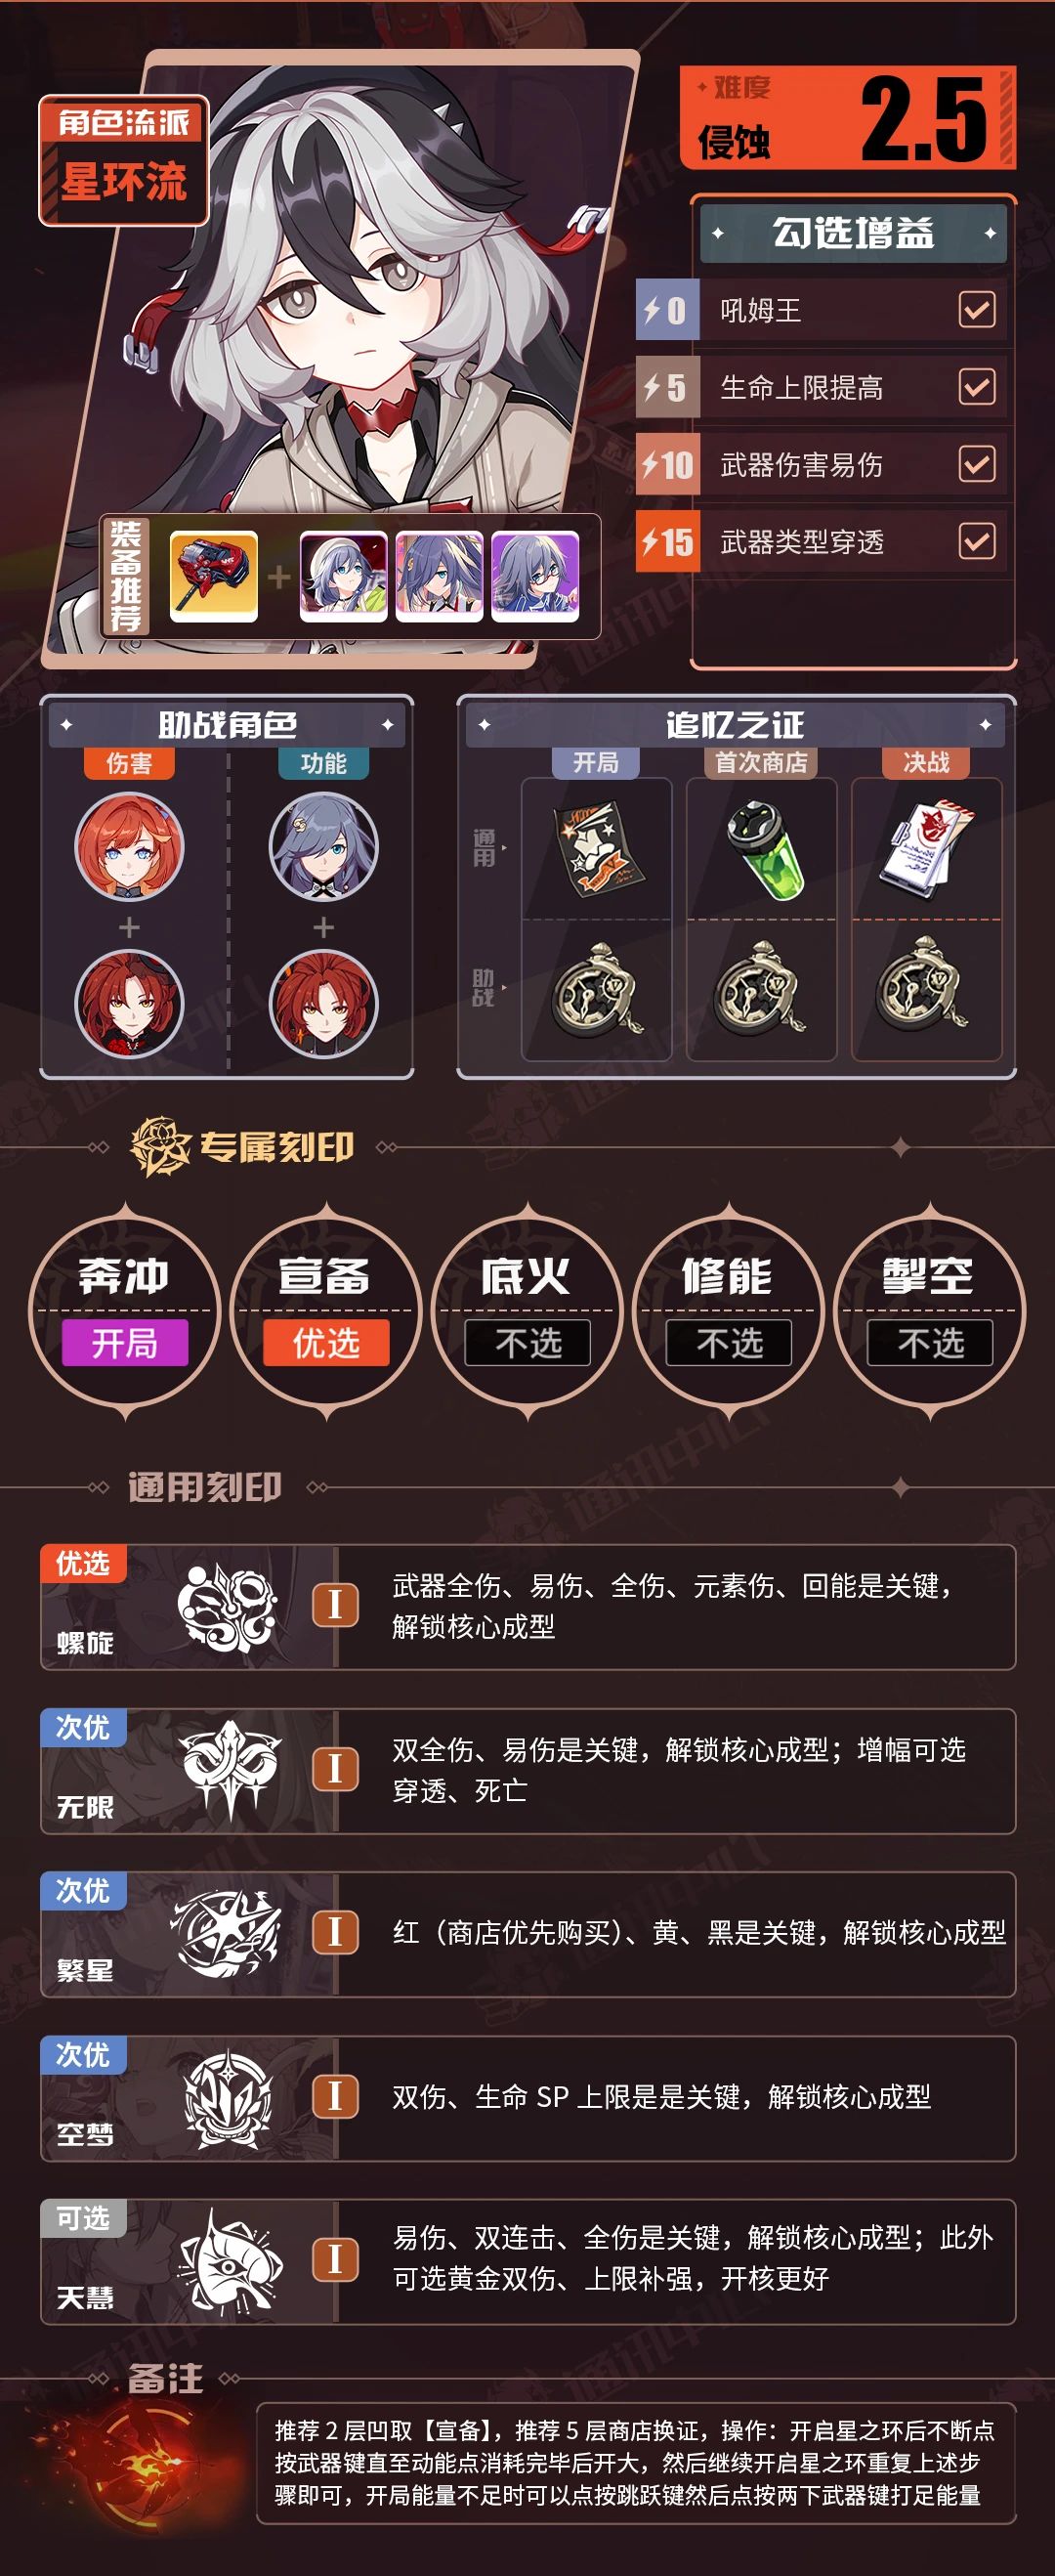 角色流派
星环流
难度
侵蚀
2.5
勾选增益
0 吼姆王
5 生命上限提高
10 武器伤害易伤
15 武器类型穿透
装备推荐
助战角色
伤害
功能
追忆之证
开局
首次商店
决战
通用
助战
专属刻印
奔冲
开局
宣备
优选
底火
不选
修能
不选
掣空
不选
通用刻印
优选
螺旋
I
武器全伤、易伤、全伤、元素伤、回能是关键，
解锁核心成型
次优
无限
I
双全伤、易伤是关键，解锁核心成型；增幅可选
穿透、死亡
次优
繁星
I
红（商店优先购买）、黄、黑是关键，解锁核心成型
次优
空梦
I
双伤、生命 SP 上限是是关键，解锁核心成型
可选
天慧
I
易伤、双连击、全伤是关键，解锁核心成型；此外
可选黄金双伤、上限补强，开核更好
备注
推荐 2 层凹取【宣备】，推荐 5 层商店换证，操作：开启星之环后不断点
按武器键直至动能点消耗完毕后开大，然后继续开启星之环重复上述步
骤即可，开局能量不足时可以点按跳跃键然后点按两下武器键打足能量
通讯中心